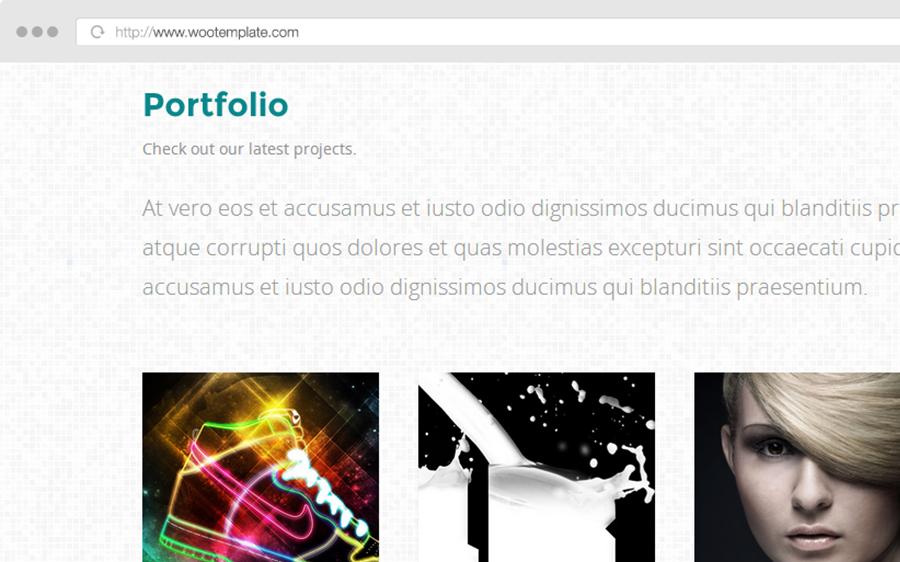 http://www.wootemplate.com
Portfolio
Check out our latest projects.
At vero eos et accusamus et iusto odio dignissimos ducimus qui blanditiis pr
atque corrupti quos dolores et quas molestias excepturi sint occaecati cupid
accusamus et iusto odio dignissimos ducimus qui blanditiis praesentium.